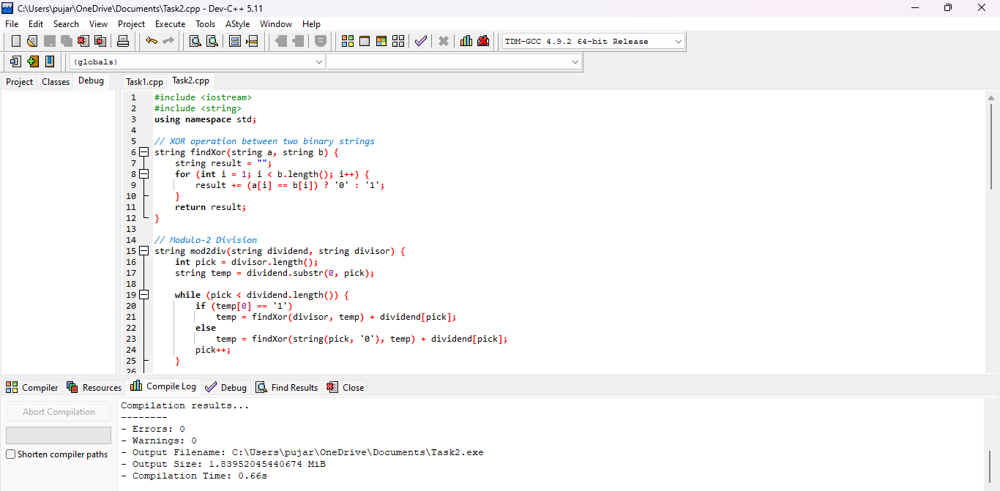 C:\Users\pujar\OneDrive\Documents\Task2.cpp - Dev-C++ 5.11
File Edit Search View Project Execute Tools AStyle Window Help
TDM-GCC 4.9.2 64-bit Release
(globals)
Project Classes Debug Task1.cpp Task2.cpp
1 #include <iostream>
2 #include <string>
3 using namespace std;
4
5 // XOR operation between two binary strings
6 string findXor(string a, string b) {
7 string result = "";
8 for (int i = 1; i < b.length(); i++) {
9 result += (a[i] == b[i]) ? '0' : '1';
10 }
11 return result;
12 }
13
14 // Modulo-2 Division
15 string mod2div(string dividend, string divisor) {
16 int pick = divisor.length();
17 string temp = dividend.substr(0, pick);
18
19 while (pick < dividend.length()) {
20 if (temp[0] == '1')
21 temp = findXor(divisor, temp) + dividend[pick];
22 else
23 temp = findXor(string(pick, '0'), temp) + dividend[pick];
24 pick++;
25 }
26
Compiler Resources Compile Log Debug Find Results Close
Abort Compilation
Shorten compiler paths
Compilation results...
--------
- Errors: 0
- Warnings: 0
- Output Filename: C:\Users\pujar\OneDrive\Documents\Task2.exe
- Output Size: 1.83952045440674 MiB
- Compilation Time: 0.66s